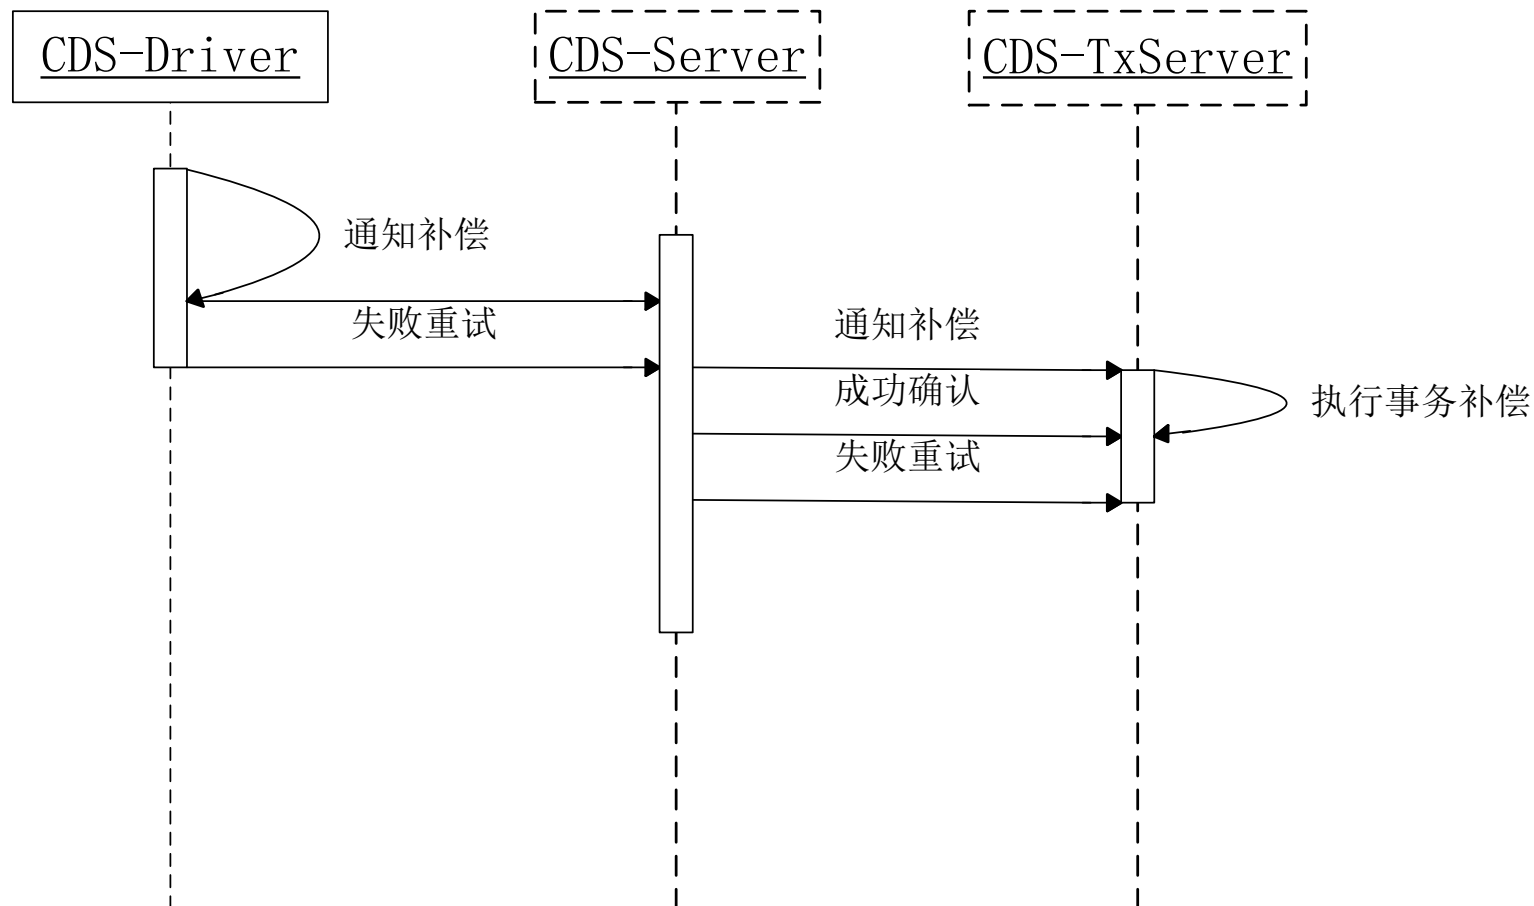 CDS-Driver
CDS-Server
CDS-TxServer
通知补偿
失败重试
通知补偿
成功确认
执行事务补偿
失败重试